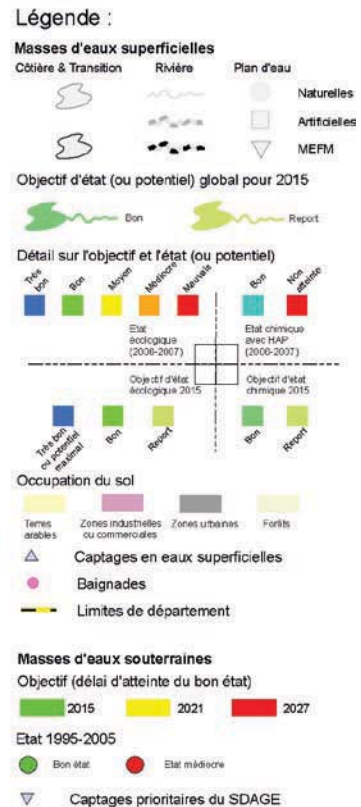 Légende :
Masses d'eaux superficielles
Côtière & Transition Rivière Plan d'eau
Naturelles
Artificielles
MEFM
Objectif d'état (ou potentiel) global pour 2015
Bon Report
Détail sur l'objectif et l'état (ou potentiel)
Très bon Bon Moyen Médiocre Mauvais Bon Non atteinte
Etat écologique (2006-2007) Etat chimique avec HAP (2006-2007)
Objectif d'état écologique 2015 Objectif d'état chimique 2015
Très bon ou potentiel maximal Bon Report Bon Report
Occupation du sol
Terres arables Zones industrielles ou commerciales Zones urbaines Forêts
Captages en eaux superficielles
Baignades
Limites de département
Masses d'eaux souterraines
Objectif (délai d'atteinte du bon état)
2015 2021 2027
Etat 1995-2005
Bon état Etat médiocre
Captages prioritaires du SDAGE